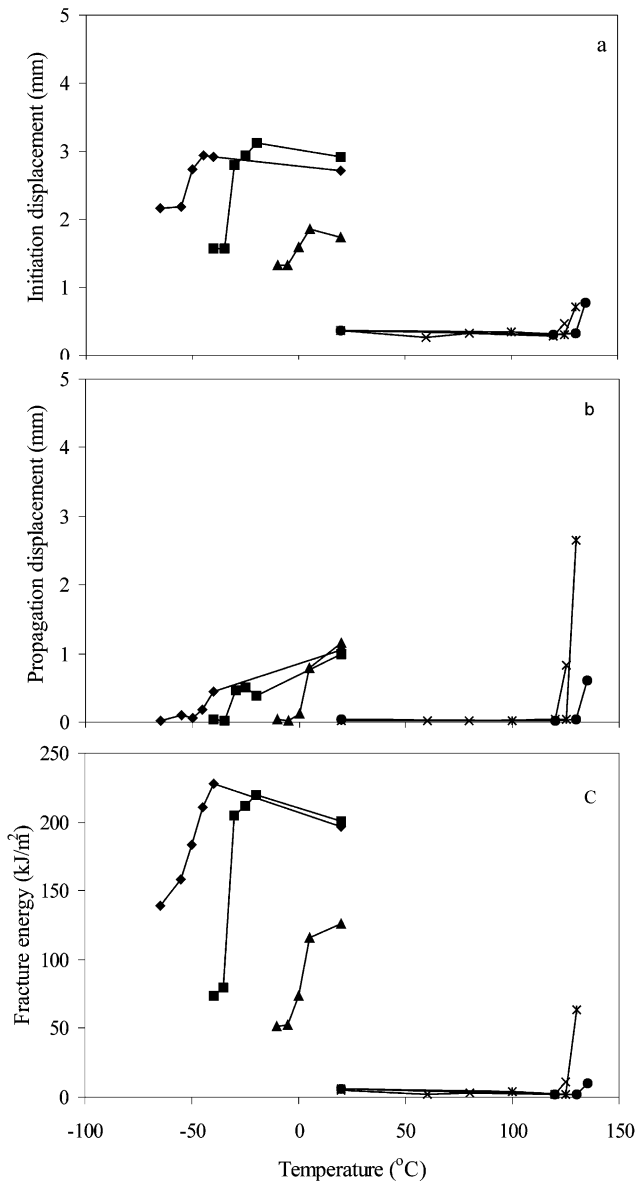 5
a
4
3
2
1
0
Initiation displacement (mm)
5
b
4
3
2
1
0
Propagation displacement (mm)
250
C
200
150
100
50
0
Fracture energy (kJ/m²)
-100 -50 0 50 100 150
Temperature (°C)